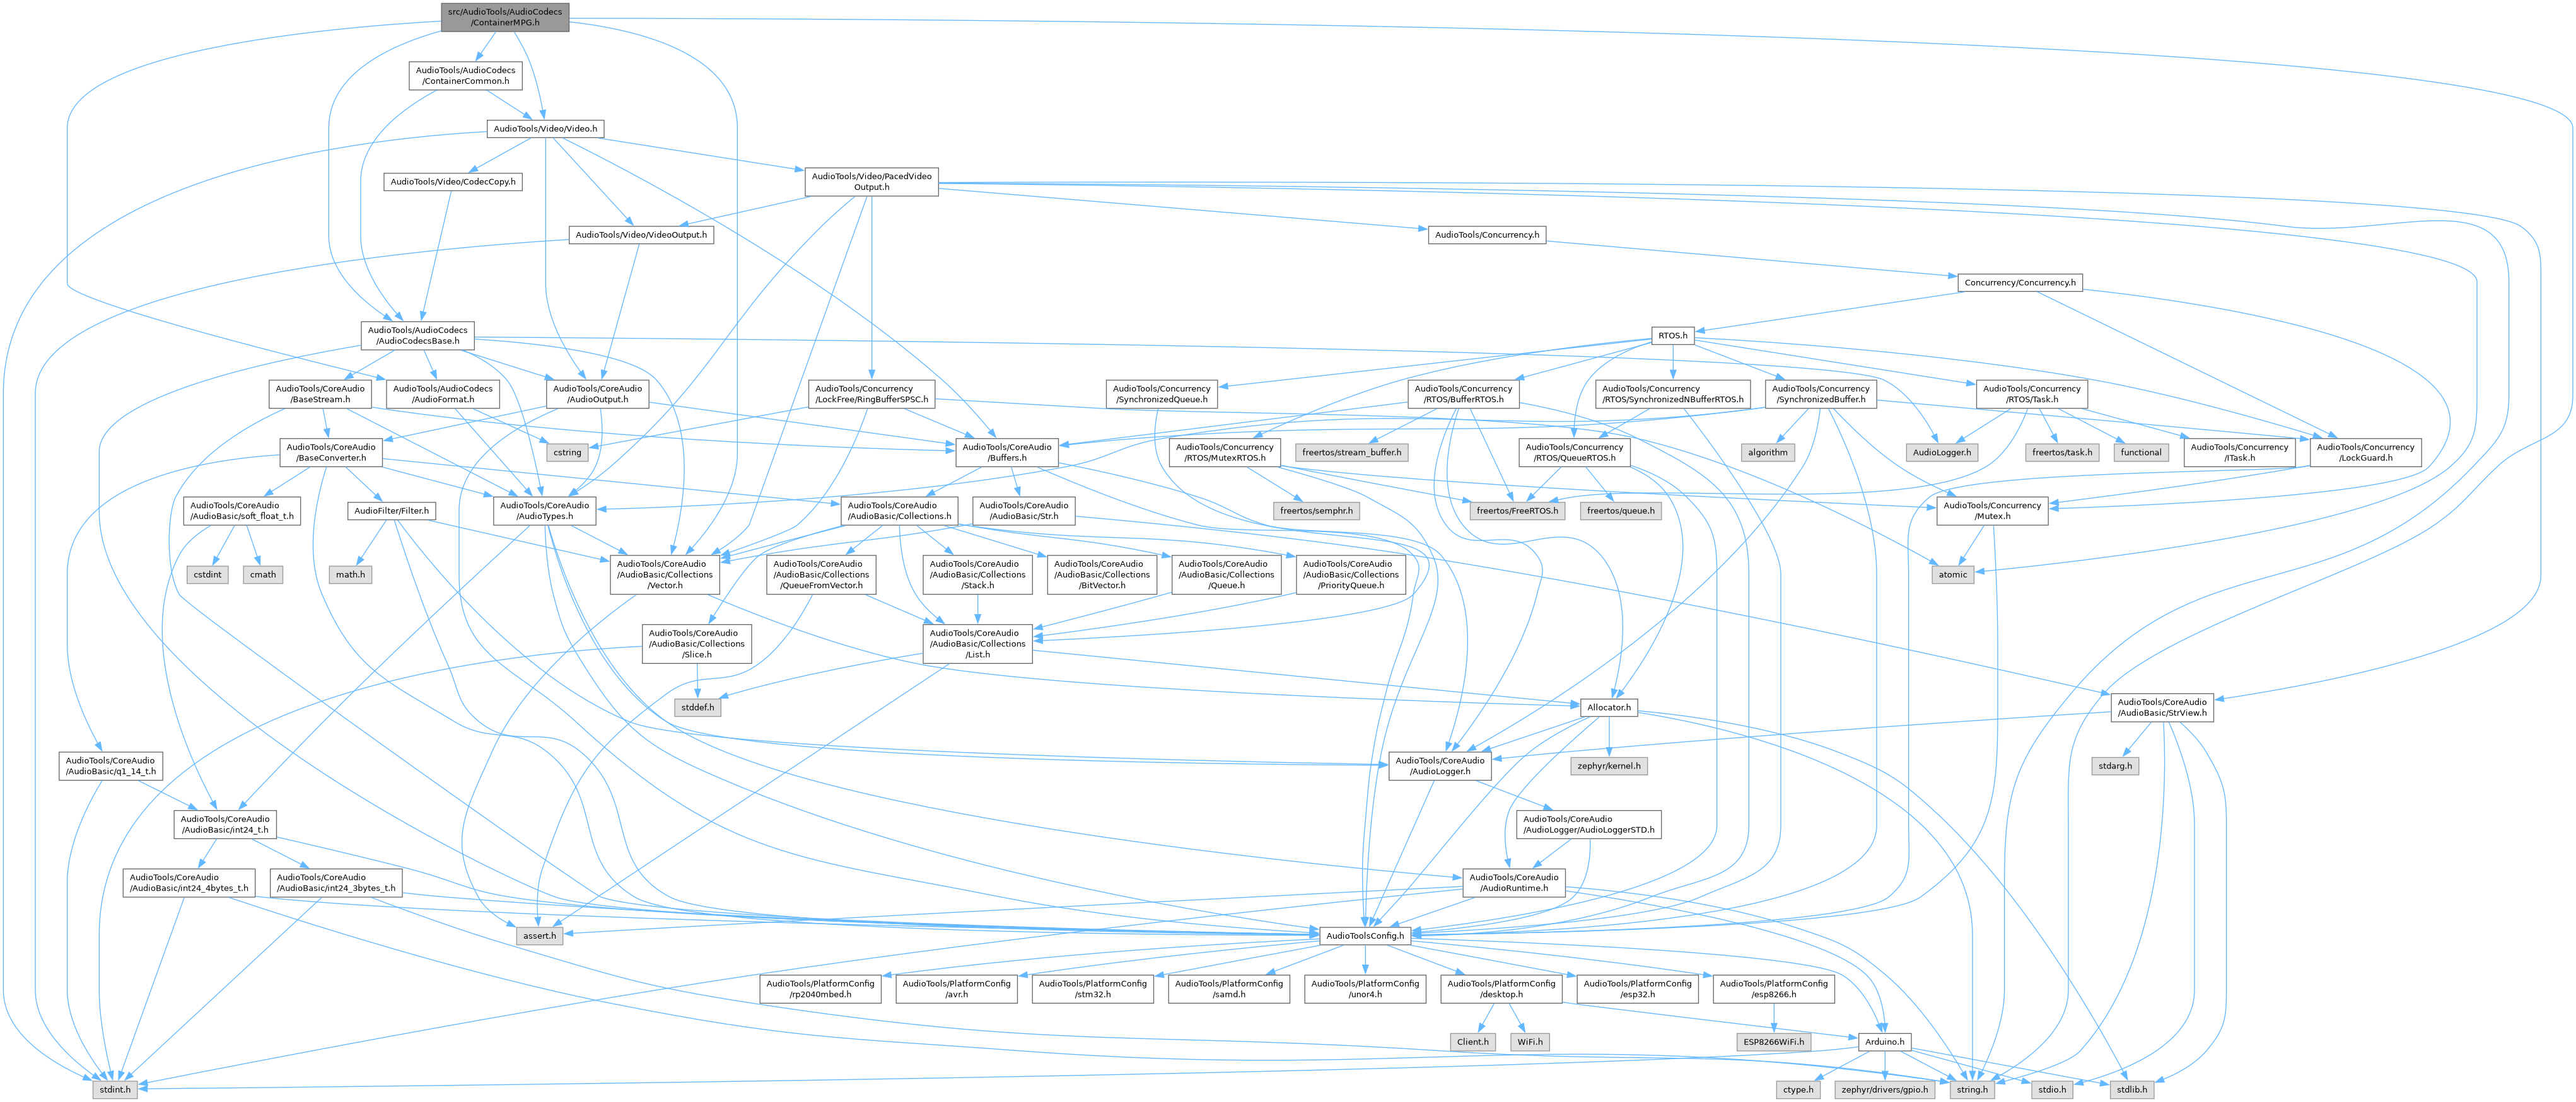 src/AudioTools/AudioCodecs
/ContainerMPG.h
AudioTools/AudioCodecs
/ContainerCommon.h
AudioTools/Video/Video.h
AudioTools/Video/CodecCopy.h
AudioTools/Video/PacedVideo
Output.h
AudioTools/Video/VideoOutput.h
AudioTools/Concurrency.h
Concurrency/Concurrency.h
AudioTools/AudioCodecs
/AudioCodecsBase.h
RTOS.h
AudioTools/CoreAudio
/BaseStream.h
AudioTools/AudioCodecs
/AudioFormat.h
AudioTools/CoreAudio
/AudioOutput.h
AudioTools/Concurrency
/LockFree/RingBufferSPSC.h
AudioTools/Concurrency
/SynchronizedQueue.h
AudioTools/Concurrency
/RTOS/BufferRTOS.h
AudioTools/Concurrency
/RTOS/SynchronizedNBufferRTOS.h
AudioTools/Concurrency
/SynchronizedBuffer.h
AudioTools/Concurrency
/RTOS/Task.h
AudioTools/CoreAudio
/BaseConverter.h
cstring
AudioTools/CoreAudio
/Buffers.h
AudioTools/Concurrency
/RTOS/MutexRTOS.h
freertos/stream_buffer.h
AudioTools/Concurrency
/RTOS/QueueRTOS.h
algorithm
AudioLogger.h
freertos/task.h
functional
AudioTools/Concurrency
/ITask.h
AudioTools/Concurrency
/LockGuard.h
AudioTools/CoreAudio
/AudioBasic/soft_float_t.h
AudioFilter/Filter.h
AudioTools/CoreAudio
/AudioTypes.h
AudioTools/CoreAudio
/AudioBasic/Collections.h
AudioTools/CoreAudio
/AudioBasic/Str.h
freertos/semphr.h
freertos/FreeRTOS.h
freertos/queue.h
AudioTools/Concurrency
/Mutex.h
cstdint
cmath
math.h
AudioTools/CoreAudio
/AudioBasic/Collections
/Vector.h
AudioTools/CoreAudio
/AudioBasic/Collections
/QueueFromVector.h
AudioTools/CoreAudio
/AudioBasic/Collections
/Stack.h
AudioTools/CoreAudio
/AudioBasic/Collections
/BitVector.h
AudioTools/CoreAudio
/AudioBasic/Collections
/Queue.h
AudioTools/CoreAudio
/AudioBasic/Collections
/PriorityQueue.h
atomic
AudioTools/CoreAudio
/AudioBasic/Collections
/Slice.h
AudioTools/CoreAudio
/AudioBasic/Collections
/List.h
stddef.h
Allocator.h
AudioTools/CoreAudio
/AudioBasic/StrView.h
AudioTools/CoreAudio
/AudioBasic/q1_14_t.h
AudioTools/CoreAudio
/AudioLogger.h
zephyr/kernel.h
stdarg.h
AudioTools/CoreAudio
/AudioBasic/int24_t.h
AudioTools/CoreAudio
/AudioLogger/AudioLoggerSTD.h
AudioTools/CoreAudio
/AudioBasic/int24_4bytes_t.h
AudioTools/CoreAudio
/AudioBasic/int24_3bytes_t.h
AudioTools/CoreAudio
/AudioRuntime.h
assert.h
AudioToolsConfig.h
AudioTools/PlatformConfig
/rp2040mbed.h
AudioTools/PlatformConfig
/avr.h
AudioTools/PlatformConfig
/stm32.h
AudioTools/PlatformConfig
/samd.h
AudioTools/PlatformConfig
/unor4.h
AudioTools/PlatformConfig
/desktop.h
AudioTools/PlatformConfig
/esp32.h
AudioTools/PlatformConfig
/esp8266.h
Client.h
WiFi.h
ESP8266WiFi.h
Arduino.h
stdint.h
ctype.h
zephyr/drivers/gpio.h
string.h
stdio.h
stdlib.h